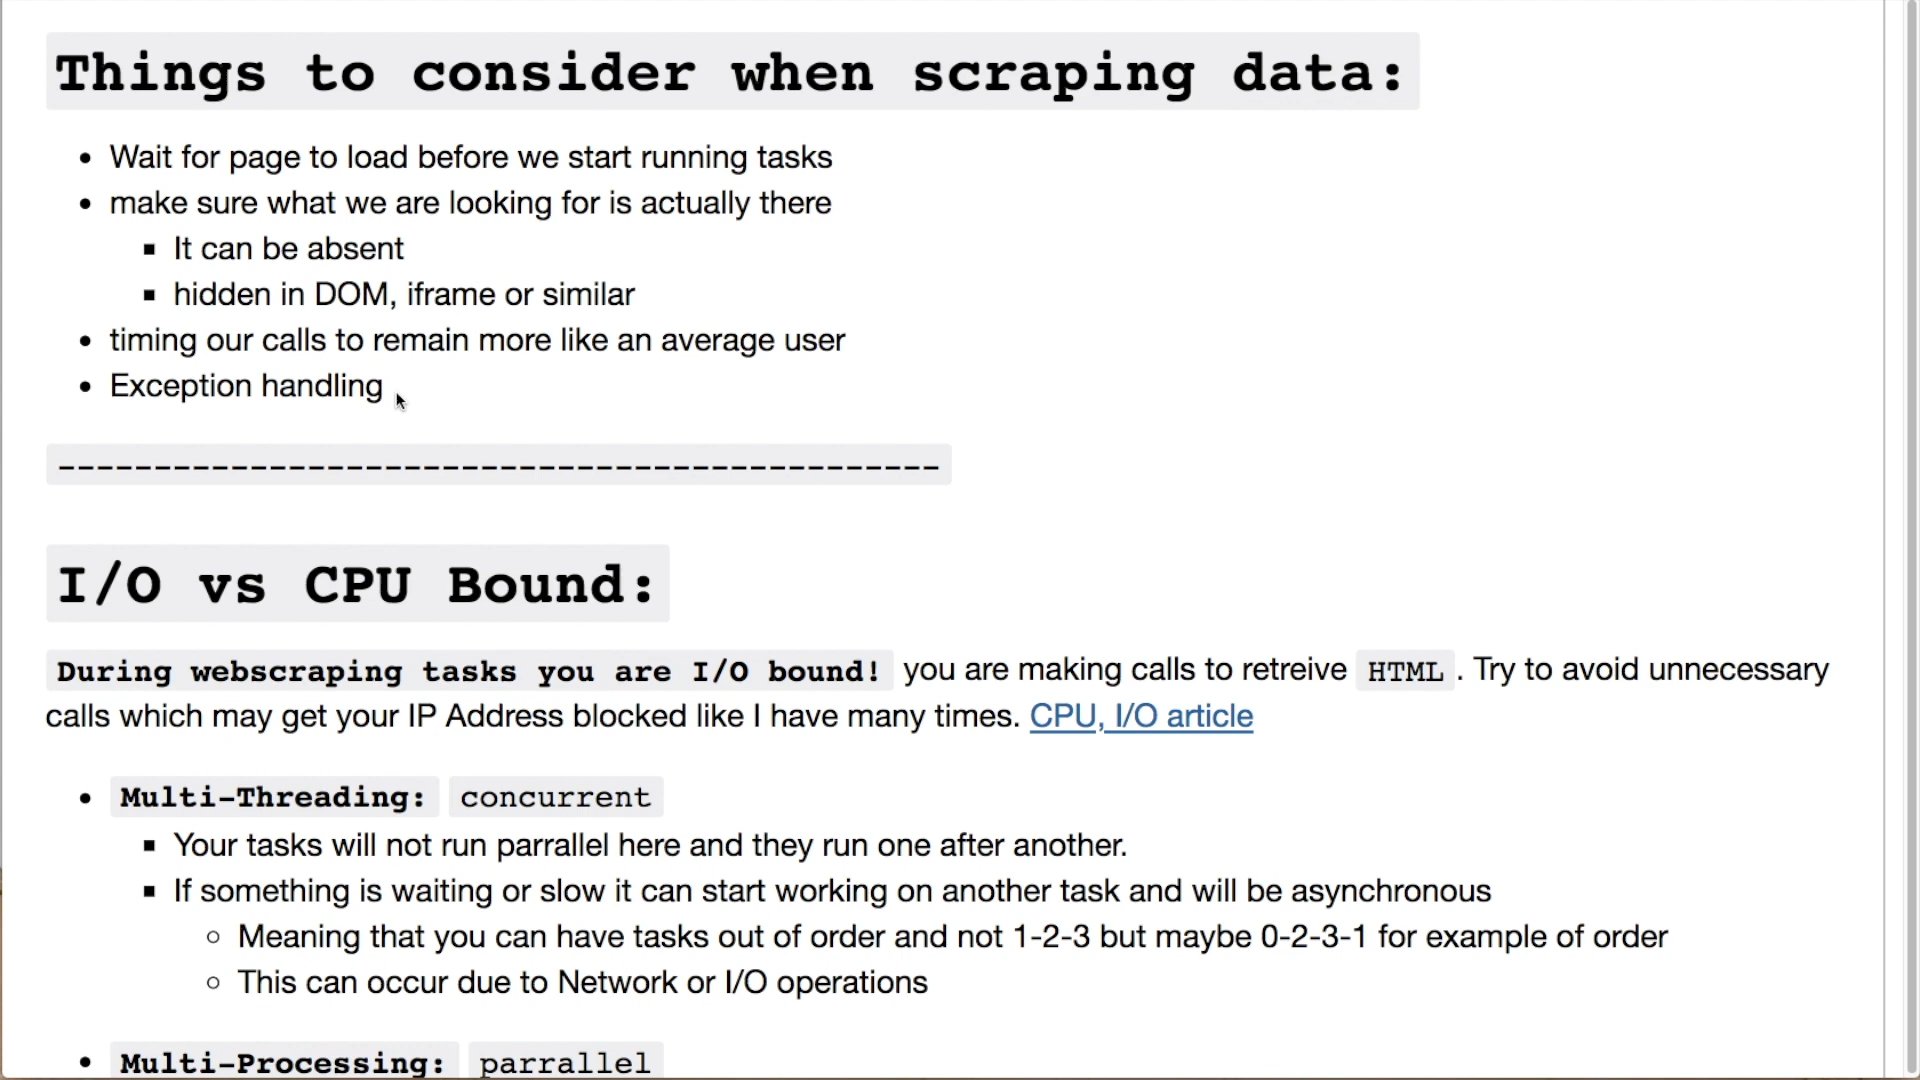 Things to consider when scraping data:
Wait for page to load before we start running tasks
make sure what we are looking for is actually there
It can be absent
hidden in DOM, iframe or similar
timing our calls to remain more like an average user
Exception handling
----------------------------------------------
I/O vs CPU Bound:
During webscraping tasks you are I/O bound! you are making calls to retreive HTML . Try to avoid unnecessary
calls which may get your IP Address blocked like I have many times. CPU, I/O article
Multi-Threading: concurrent
Your tasks will not run parrallel here and they run one after another.
If something is waiting or slow it can start working on another task and will be asynchronous
Meaning that you can have tasks out of order and not 1-2-3 but maybe 0-2-3-1 for example of order
This can occur due to Network or I/O operations
Multi-Processing: parrallel